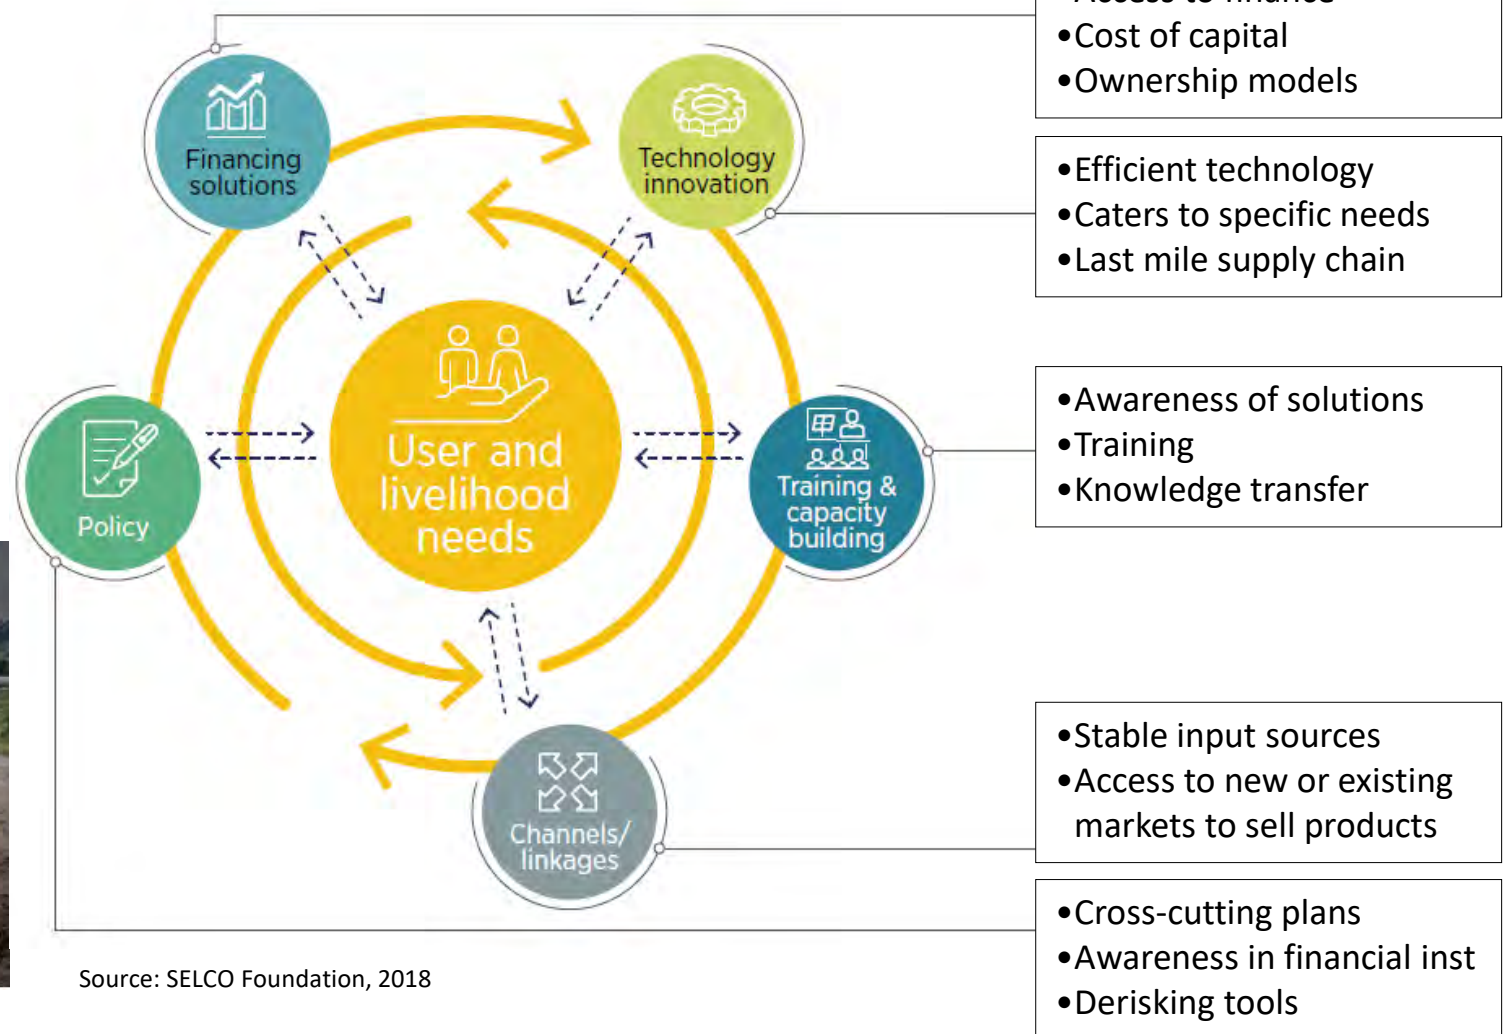 •Access to finance
•Cost of capital
•Ownership models
Financing
solutions
Technology
innovation
•Efficient technology
•Caters to specific needs
•Last mile supply chain
User and
livelihood
needs
Policy
Training &
capacity
building
•Awareness of solutions
•Training
•Knowledge transfer
Channels/
linkages
•Stable input sources
•Access to new or existing
markets to sell products
•Cross-cutting plans
•Awareness in financial inst
•Derisking tools
Source: SELCO Foundation, 2018